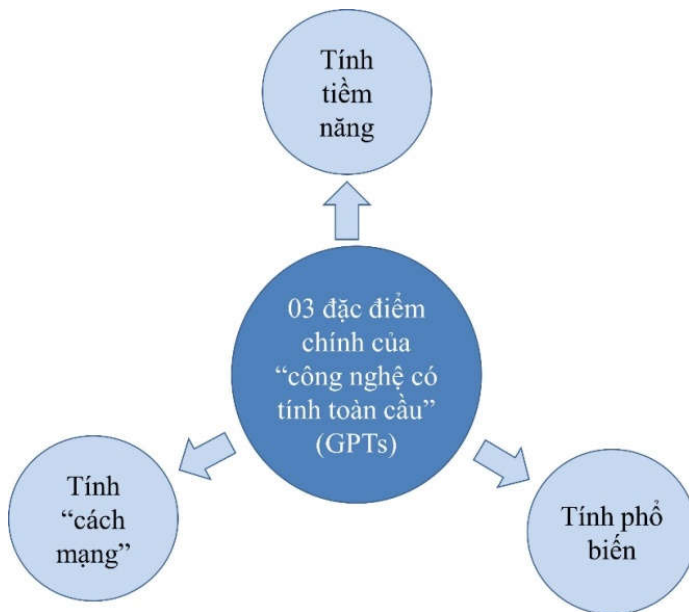 Tính
tiềm
năng
03 đặc điểm
chính của
“công nghệ có
tính toàn cầu”
(GPTs)
Tính
“cách
mạng”
Tính phổ
biến